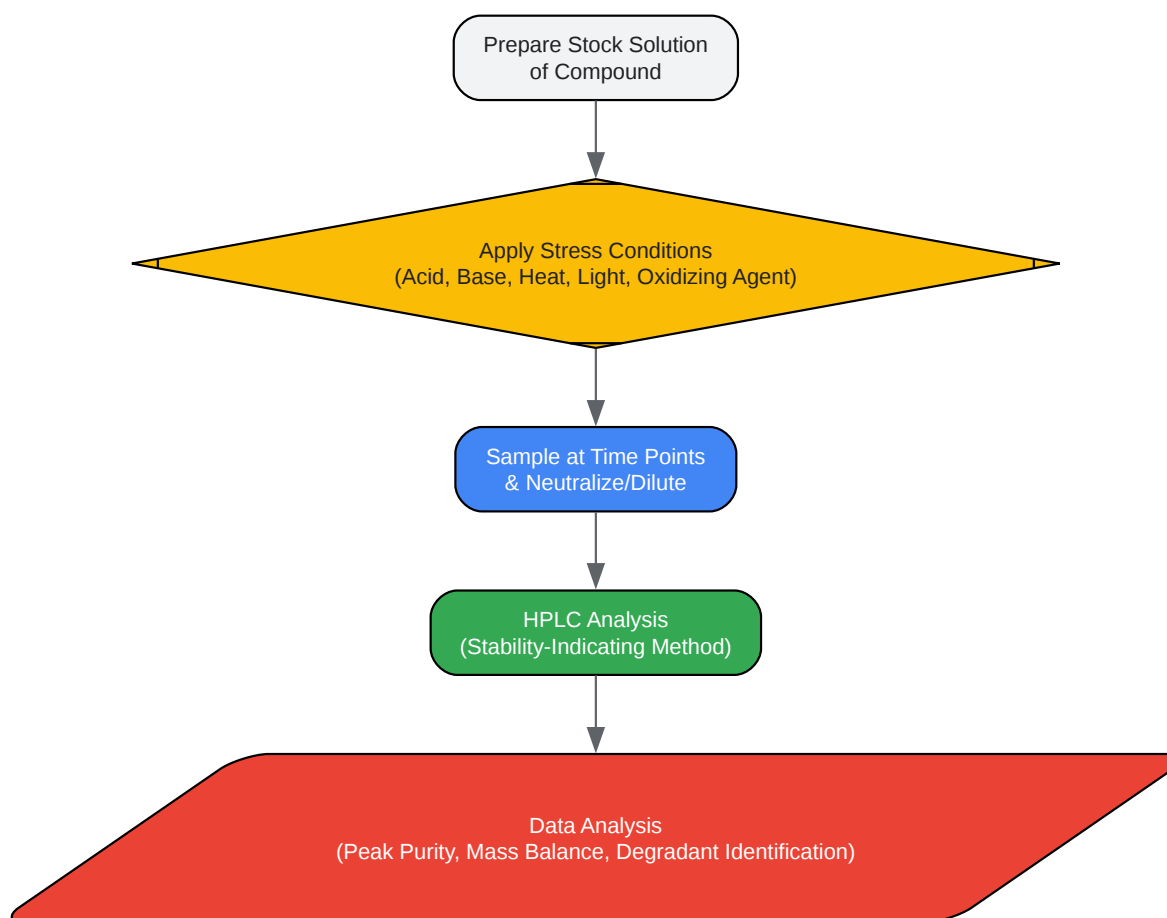 Prepare Stock Solution
of Compound
Apply Stress Conditions
(Acid, Base, Heat, Light, Oxidizing Agent)
Sample at Time Points
& Neutralize/Dilute
HPLC Analysis
(Stability-Indicating Method)
Data Analysis
(Peak Purity, Mass Balance, Degradant Identification)